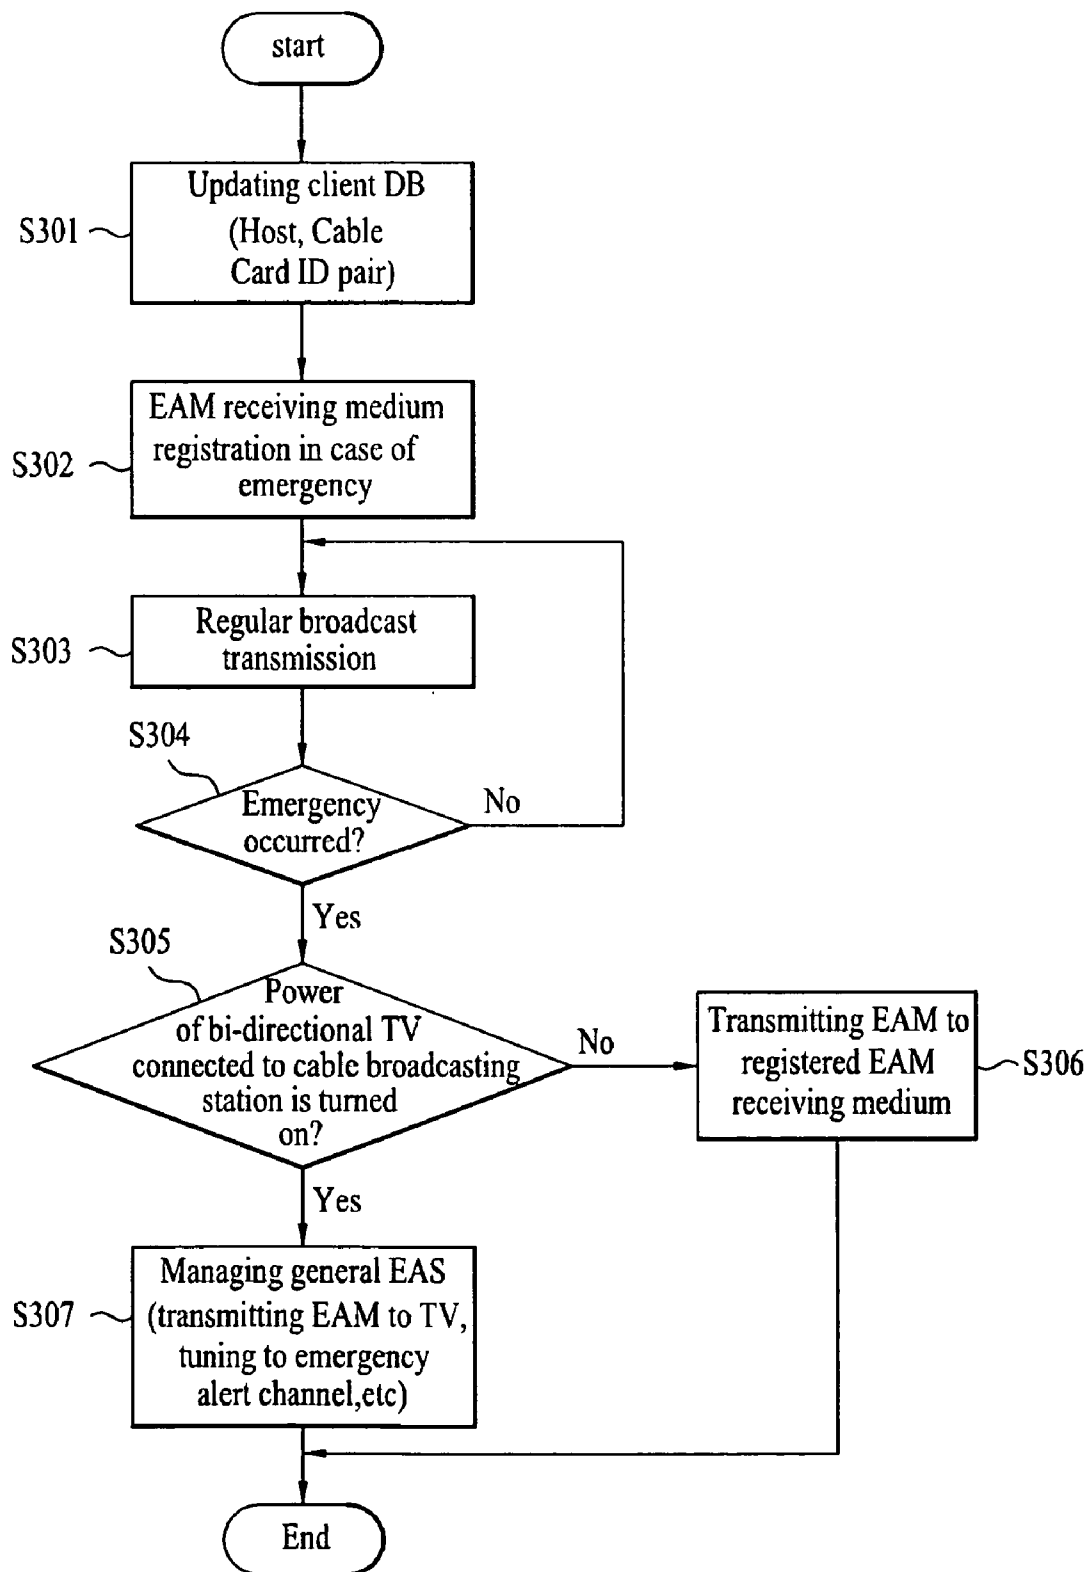 start
S301
Updating client DB
(Host, Cable
Card ID pair)
S302
EAM receiving medium
registration in case of
emergency
S303
Regular broadcast
transmission
S304
Emergency
occurred?
No
Yes
S305
Power
of bi-directional TV
connected to cable broadcasting
station is turned
on?
No
Transmitting EAM to
registered EAM
receiving medium
S306
Yes
S307
Managing general EAS
(transmitting EAM to TV,
tuning to emergency
alert channel,etc)
End